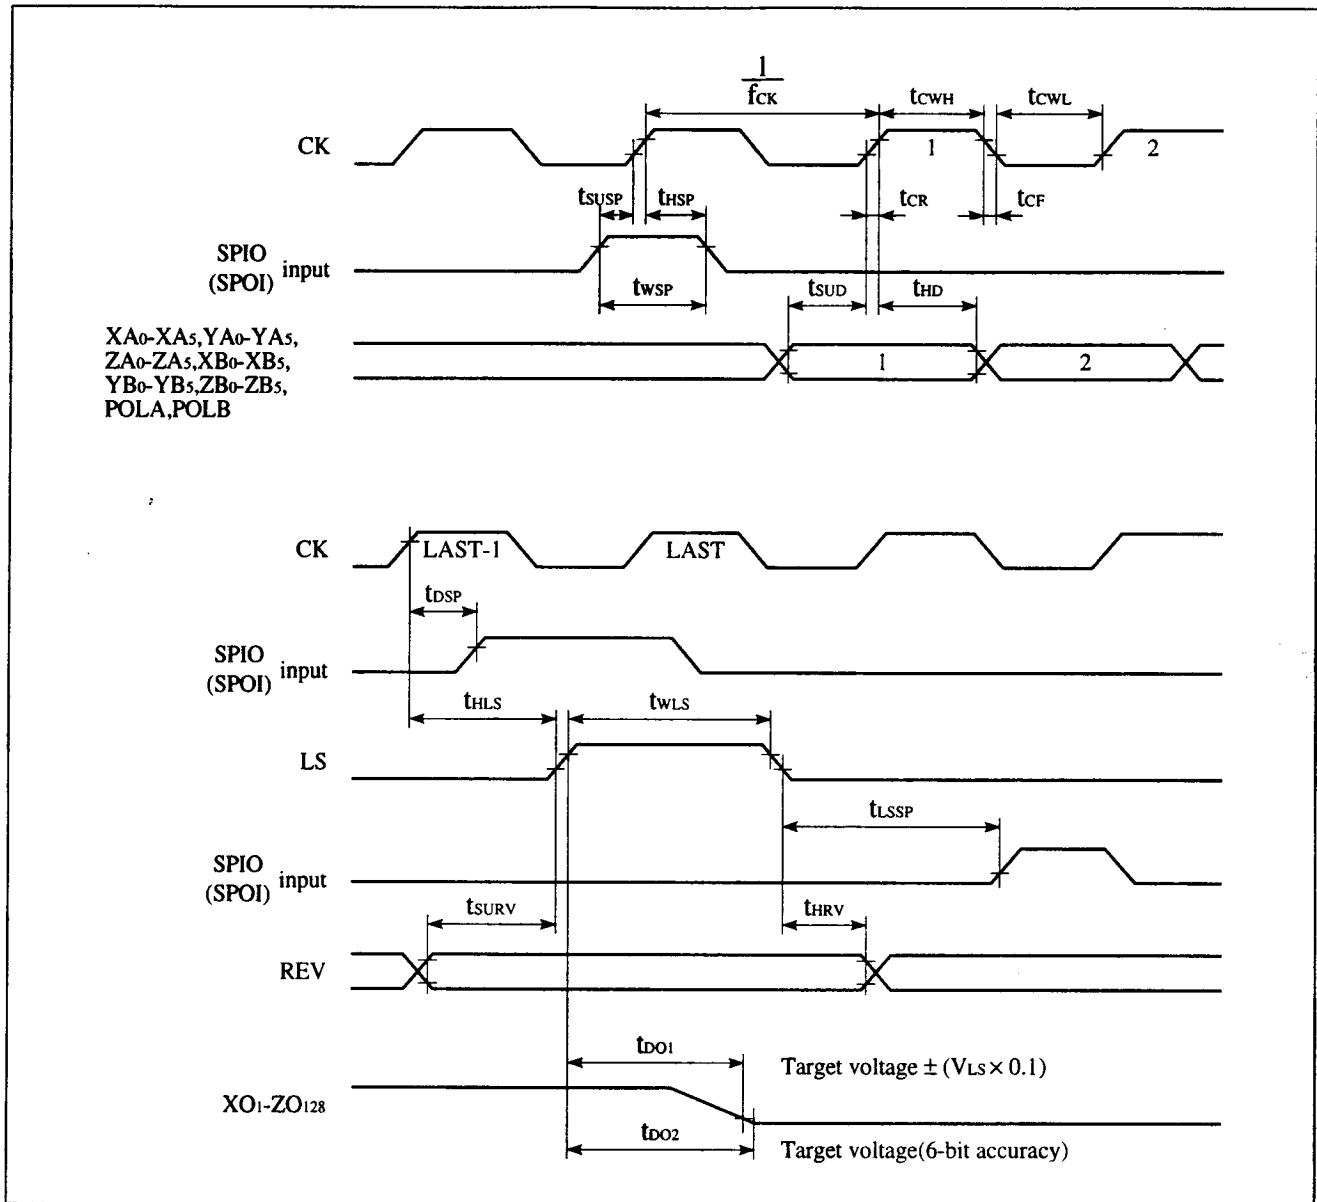 1
fCK
tCWH
tCWL
CK
1
2
tSUSP
tHSP
tCR
tCF
SPIO
(SPOI)
input
tWSP
tSUD
tHD
XA0-XA5,YA0-YA5,
ZA0-ZA5,XB0-XB5,
YB0-YB5,ZB0-ZB5,
POLA,POLB
1
2
CK
LAST-1
LAST
tDSP
SPIO
(SPOI)
input
tHLS
tWLS
LS
tLSSP
SPIO
(SPOI)
input
tSURV
tHRV
REV
tDO1
Target voltage ± (VLS × 0.1)
XO1-ZO128
tDO2
Target voltage(6-bit accuracy)